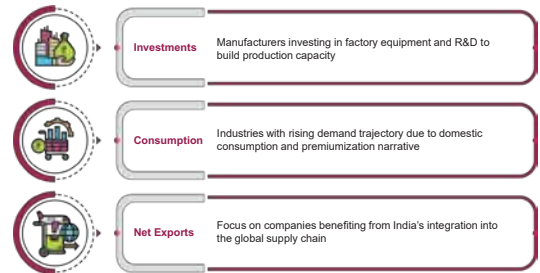 Investments
Manufacturers investing in factory equipment and R&D to
build production capacity
Consumption
Industries with rising demand trajectory due to domestic
consumption and premiumization narrative
Net Exports
Focus on companies benefiting from India's integration into
the global supply chain